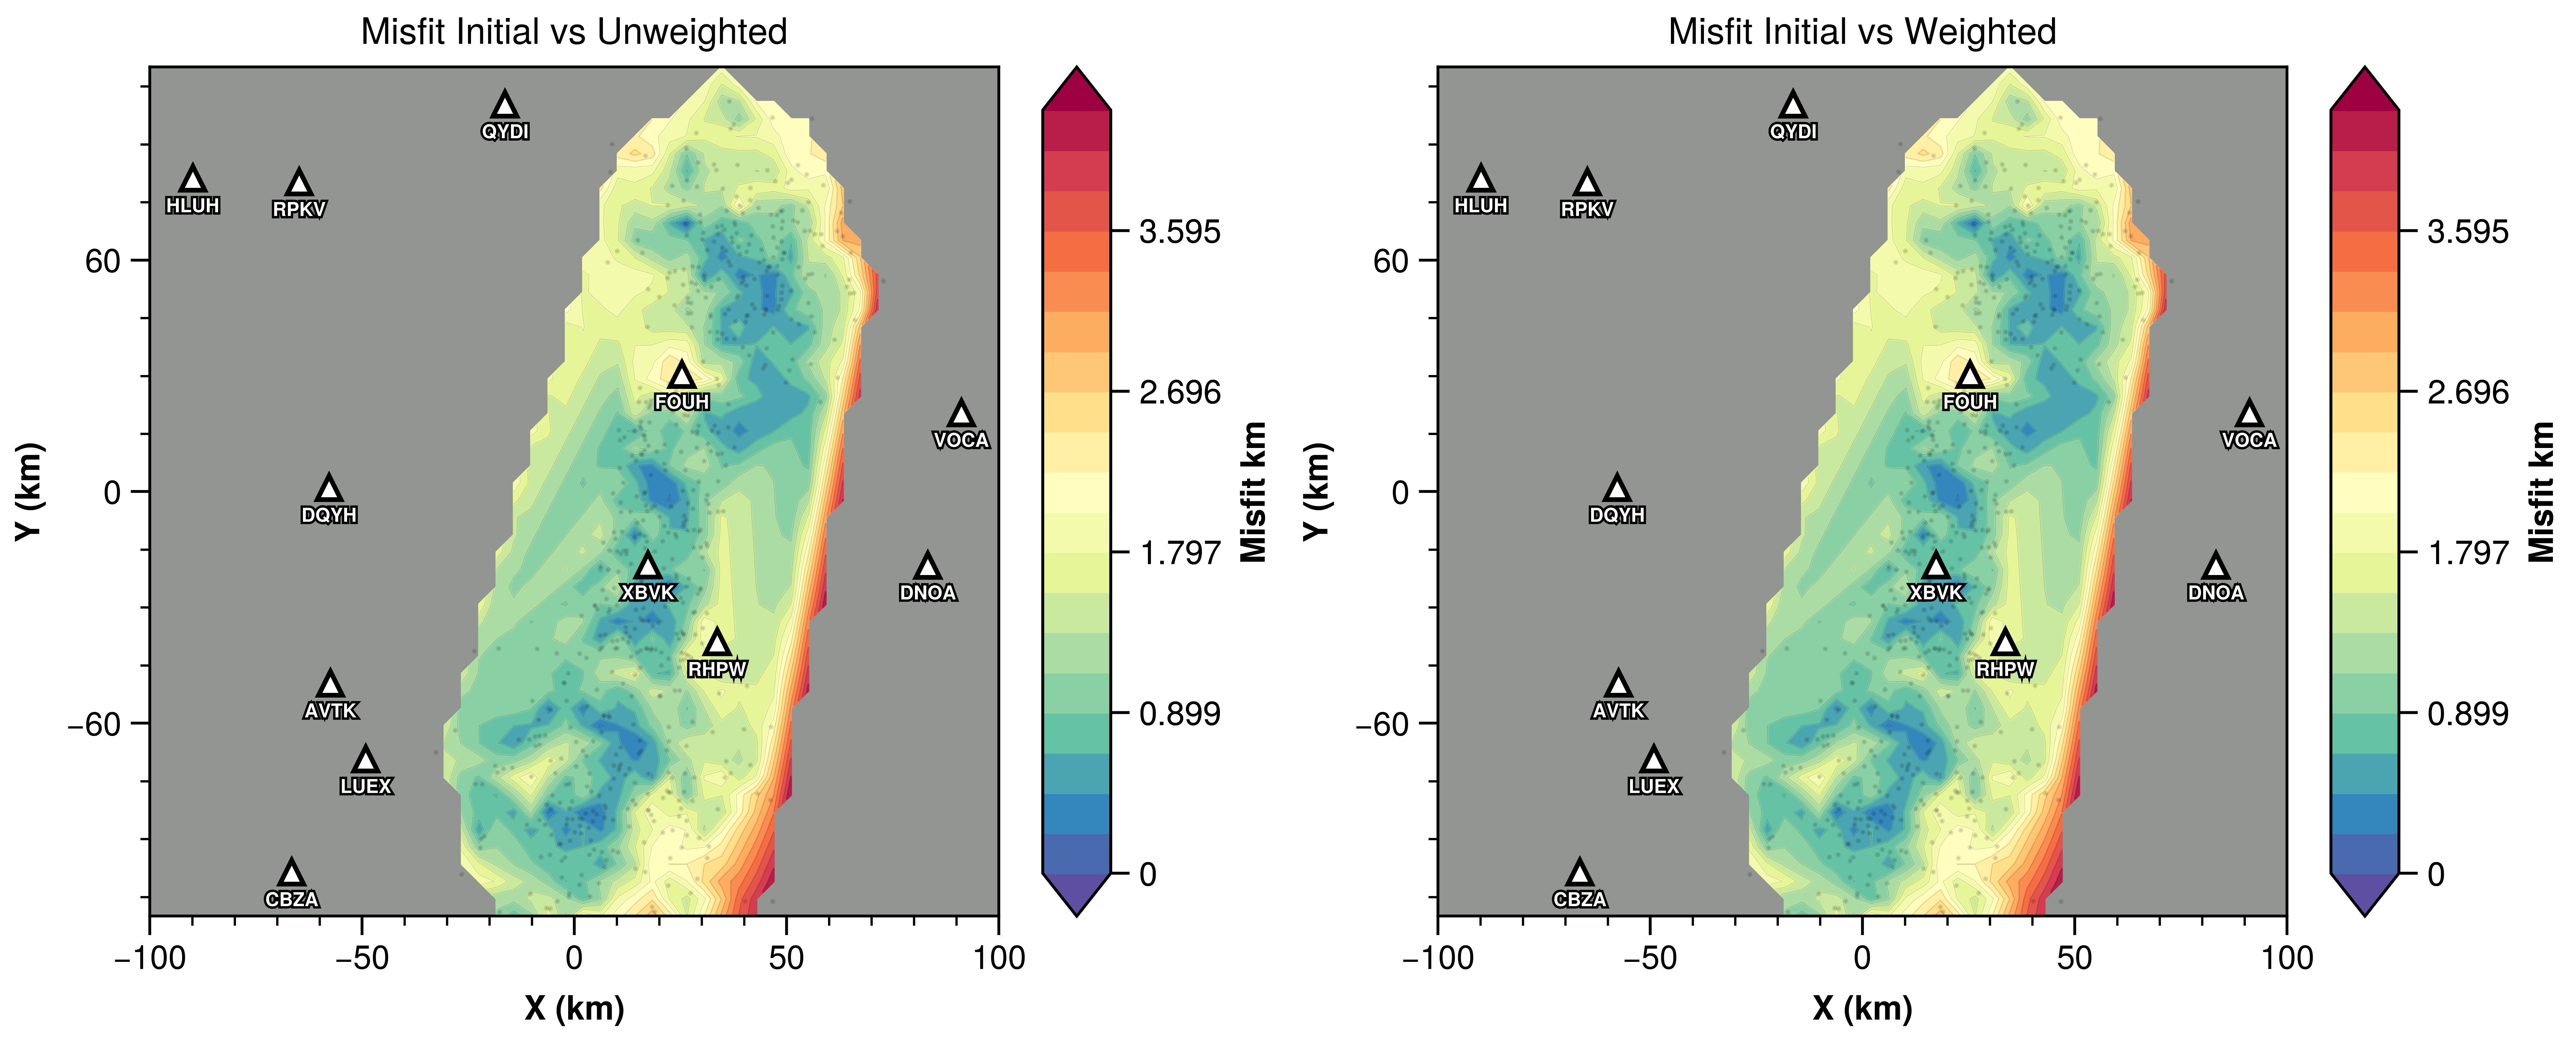 Misfit Initial vs Unweighted
QYDI
HLUH
RPKV
FOUH
VOCA
DQYH
XBVK
DNOA
RHPW
AVTK
LUEX
CBZA
60
0
−60
Y (km)
−100
−50
0
50
100
X (km)
3.595
2.696
1.797
0.899
0
Misfit km
Misfit Initial vs Weighted
QYDI
HLUH
RPKV
FOUH
VOCA
DQYH
XBVK
DNOA
RHPW
AVTK
LUEX
CBZA
60
0
−60
Y (km)
−100
−50
0
50
100
X (km)
3.595
2.696
1.797
0.899
0
Misfit km